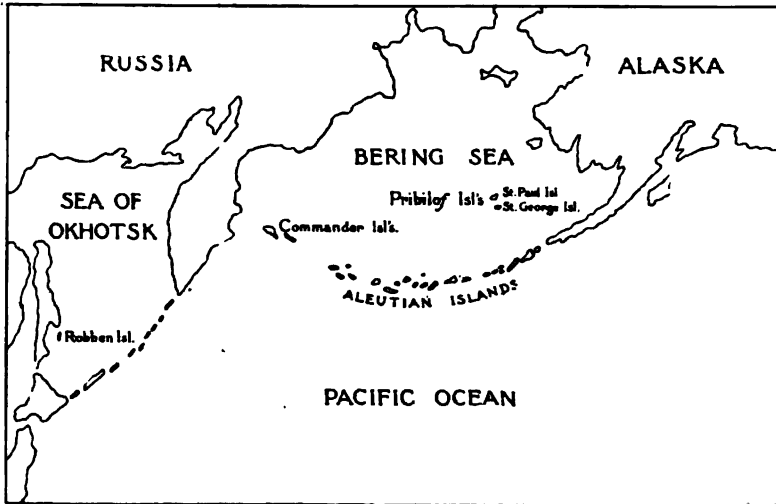 RUSSIA
ALASKA
BERING SEA
Pribilof Isl's
St. Paul Isl
St. George Isl.
SEA OF
OKHOTSK
Commander Isl's.
ALEUTIAN ISLANDS
Robben Isl.
PACIFIC OCEAN